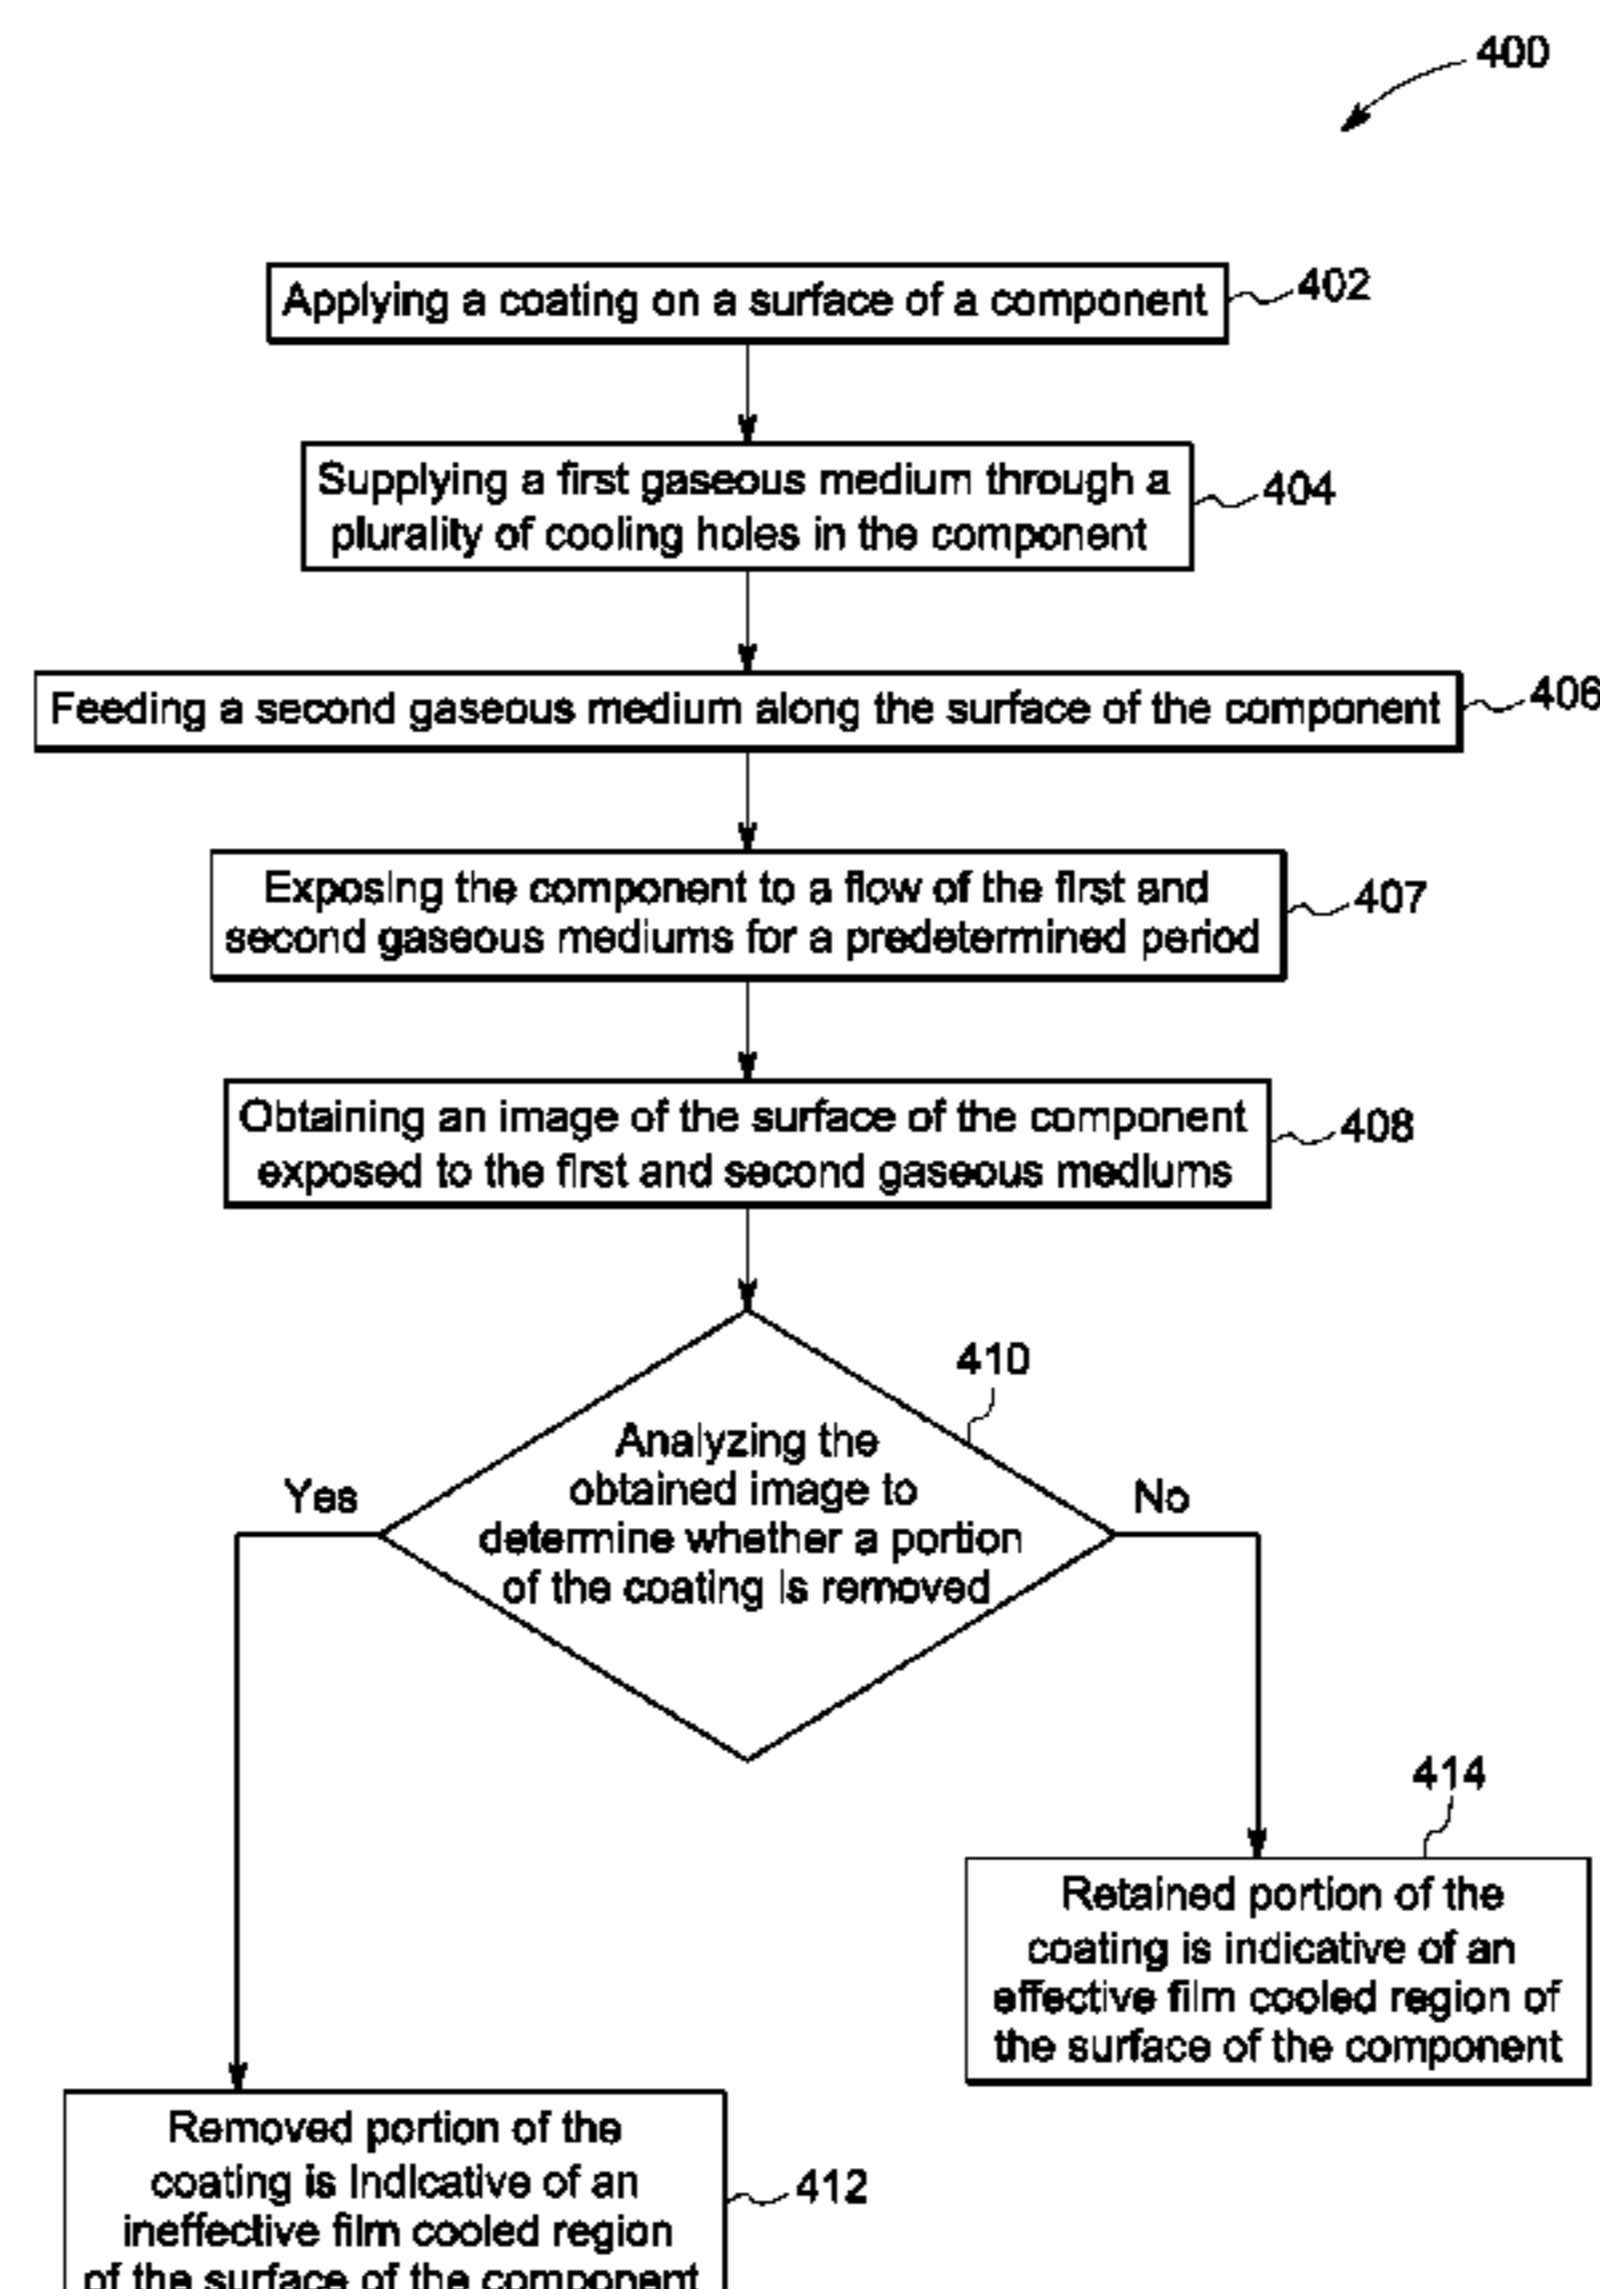 400
Applying a coating on a surface of a component
402
Supplying a first gaseous medium through a
plurality of cooling holes in the component
404
Feeding a second gaseous medium along the surface of the component
406
Exposing the component to a flow of the first and
second gaseous mediums for a predetermined period
407
Obtaining an image of the surface of the component
exposed to the first and second gaseous mediums
408
410
Analyzing the
obtained image to
determine whether a portion
of the coating is removed
Yes
No
414
Retained portion of the
coating is indicative of an
effective film cooled region of
the surface of the component
Removed portion of the
coating is indicative of an
ineffective film cooled region
of the surface of the component
412